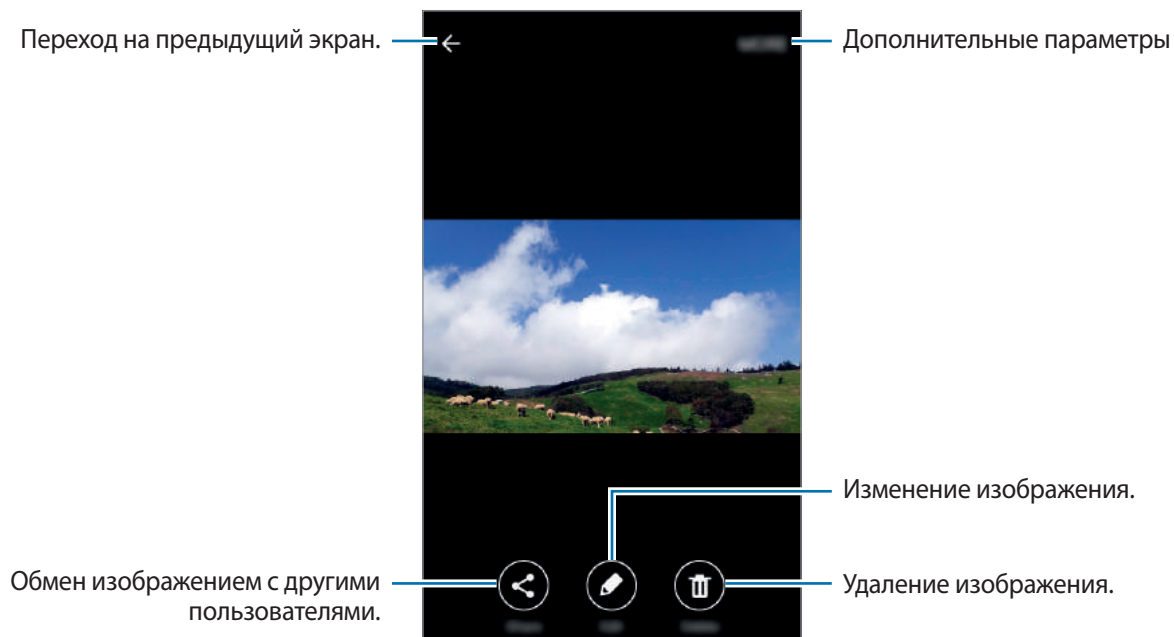 Переход на предыдущий экран.
Дополнительные параметры
Изменение изображения.
Обмен изображением с другими
пользователями.
Удаление изображения.